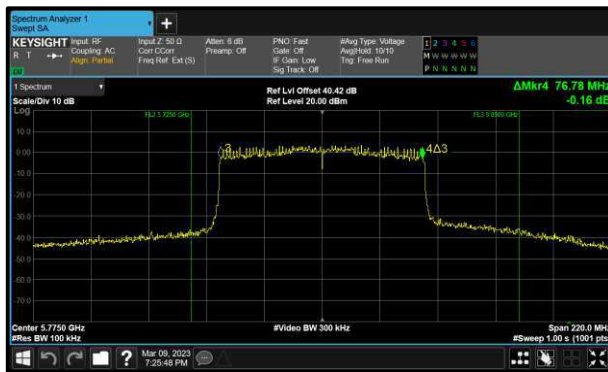 Spectrum Analyzer 1
Swept SA
+
KEYSIGHT Input: RF Input Z: 50 Ω Atten: 6 dB PNO: Fast #Avg Type: Voltage 1 2 3 4 5 6
R T Coupling: AC Corr CCorr Preamp: Off Gate: Off Avg|Hold: 10/10 M W W W W W
Align: Partial Freq Ref: Ext (S) IF Gain: Low Trig: Free Run P N N N N N
Sig Track: Off
1 Spectrum Ref Lvl Offset 40.42 dB ΔMkr4 76.78 MHz
Scale/Div 10 dB Ref Level 20.00 dBm -0.16 dB
Log
FL2 5.7250 GHz
10.0
0.00 3 4Δ3
-10.0
-20.0
-30.0
-40.0
-50.0
-60.0
-70.0
Center 5.7750 GHz #Video BW 300 kHz Span 220.0 MHz
#Res BW 100 kHz #Sweep 1.00 s (1001 pts)
? Mar 09, 2023
7:25:48 PM